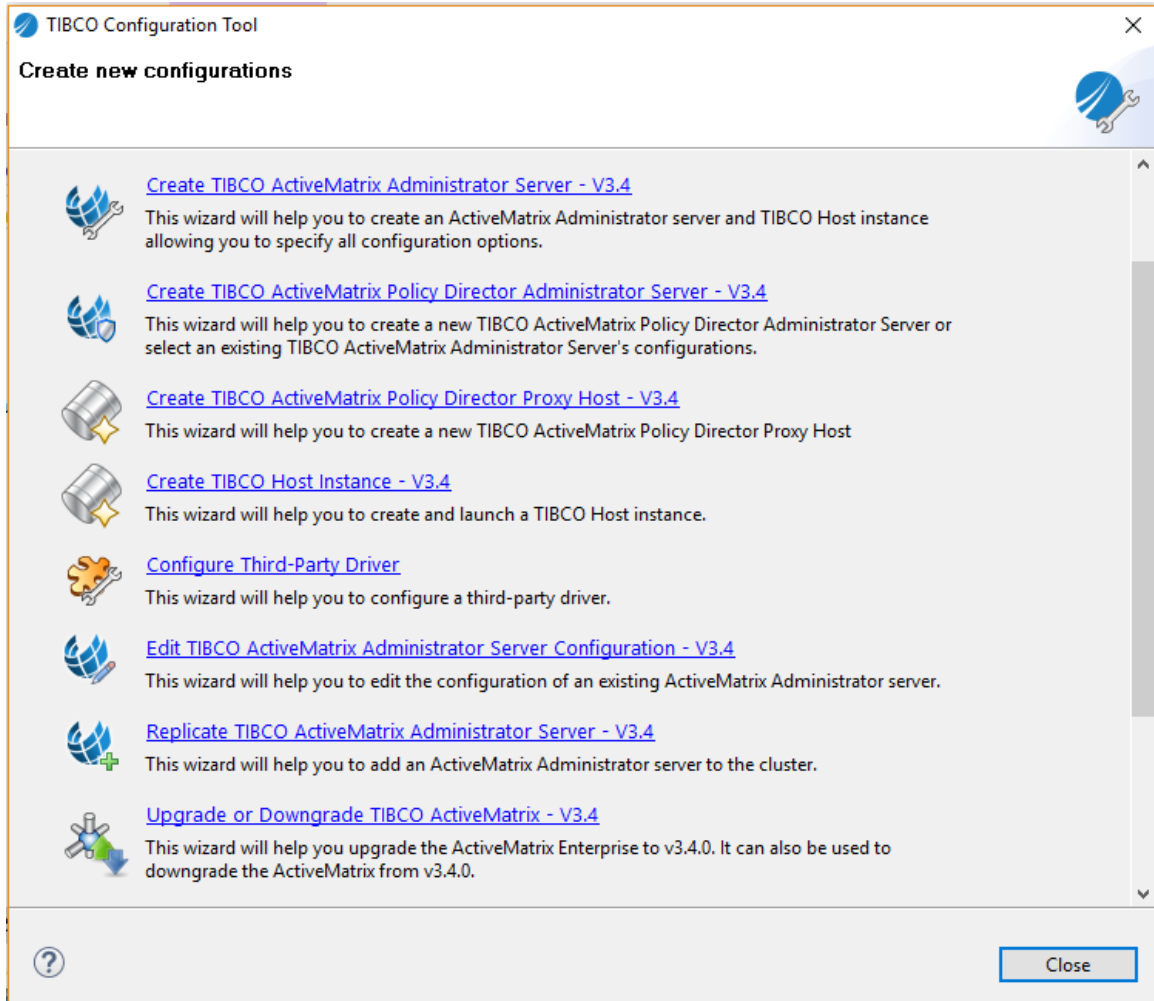 TIBCO Configuration Tool
Create new configurations
Create TIBCO ActiveMatrix Administrator Server - V3.4
This wizard will help you to create an ActiveMatrix Administrator server and TIBCO Host instance
allowing you to specify all configuration options.
Create TIBCO ActiveMatrix Policy Director Administrator Server - V3.4
This wizard will help you to create a new TIBCO ActiveMatrix Policy Director Administrator Server or
select an existing TIBCO ActiveMatrix Administrator Server's configurations.
Create TIBCO ActiveMatrix Policy Director Proxy Host - V3.4
This wizard will help you to create a new TIBCO ActiveMatrix Policy Director Proxy Host
Create TIBCO Host Instance - V3.4
This wizard will help you to create and launch a TIBCO Host instance.
Configure Third-Party Driver
This wizard will help you to configure a third-party driver.
Edit TIBCO ActiveMatrix Administrator Server Configuration - V3.4
This wizard will help you to edit the configuration of an existing ActiveMatrix Administrator server.
Replicate TIBCO ActiveMatrix Administrator Server - V3.4
This wizard will help you to add an ActiveMatrix Administrator server to the cluster.
Upgrade or Downgrade TIBCO ActiveMatrix - V3.4
This wizard will help you upgrade the ActiveMatrix Enterprise to v3.4.0. It can also be used to
downgrade the ActiveMatrix from v3.4.0.
?
Close